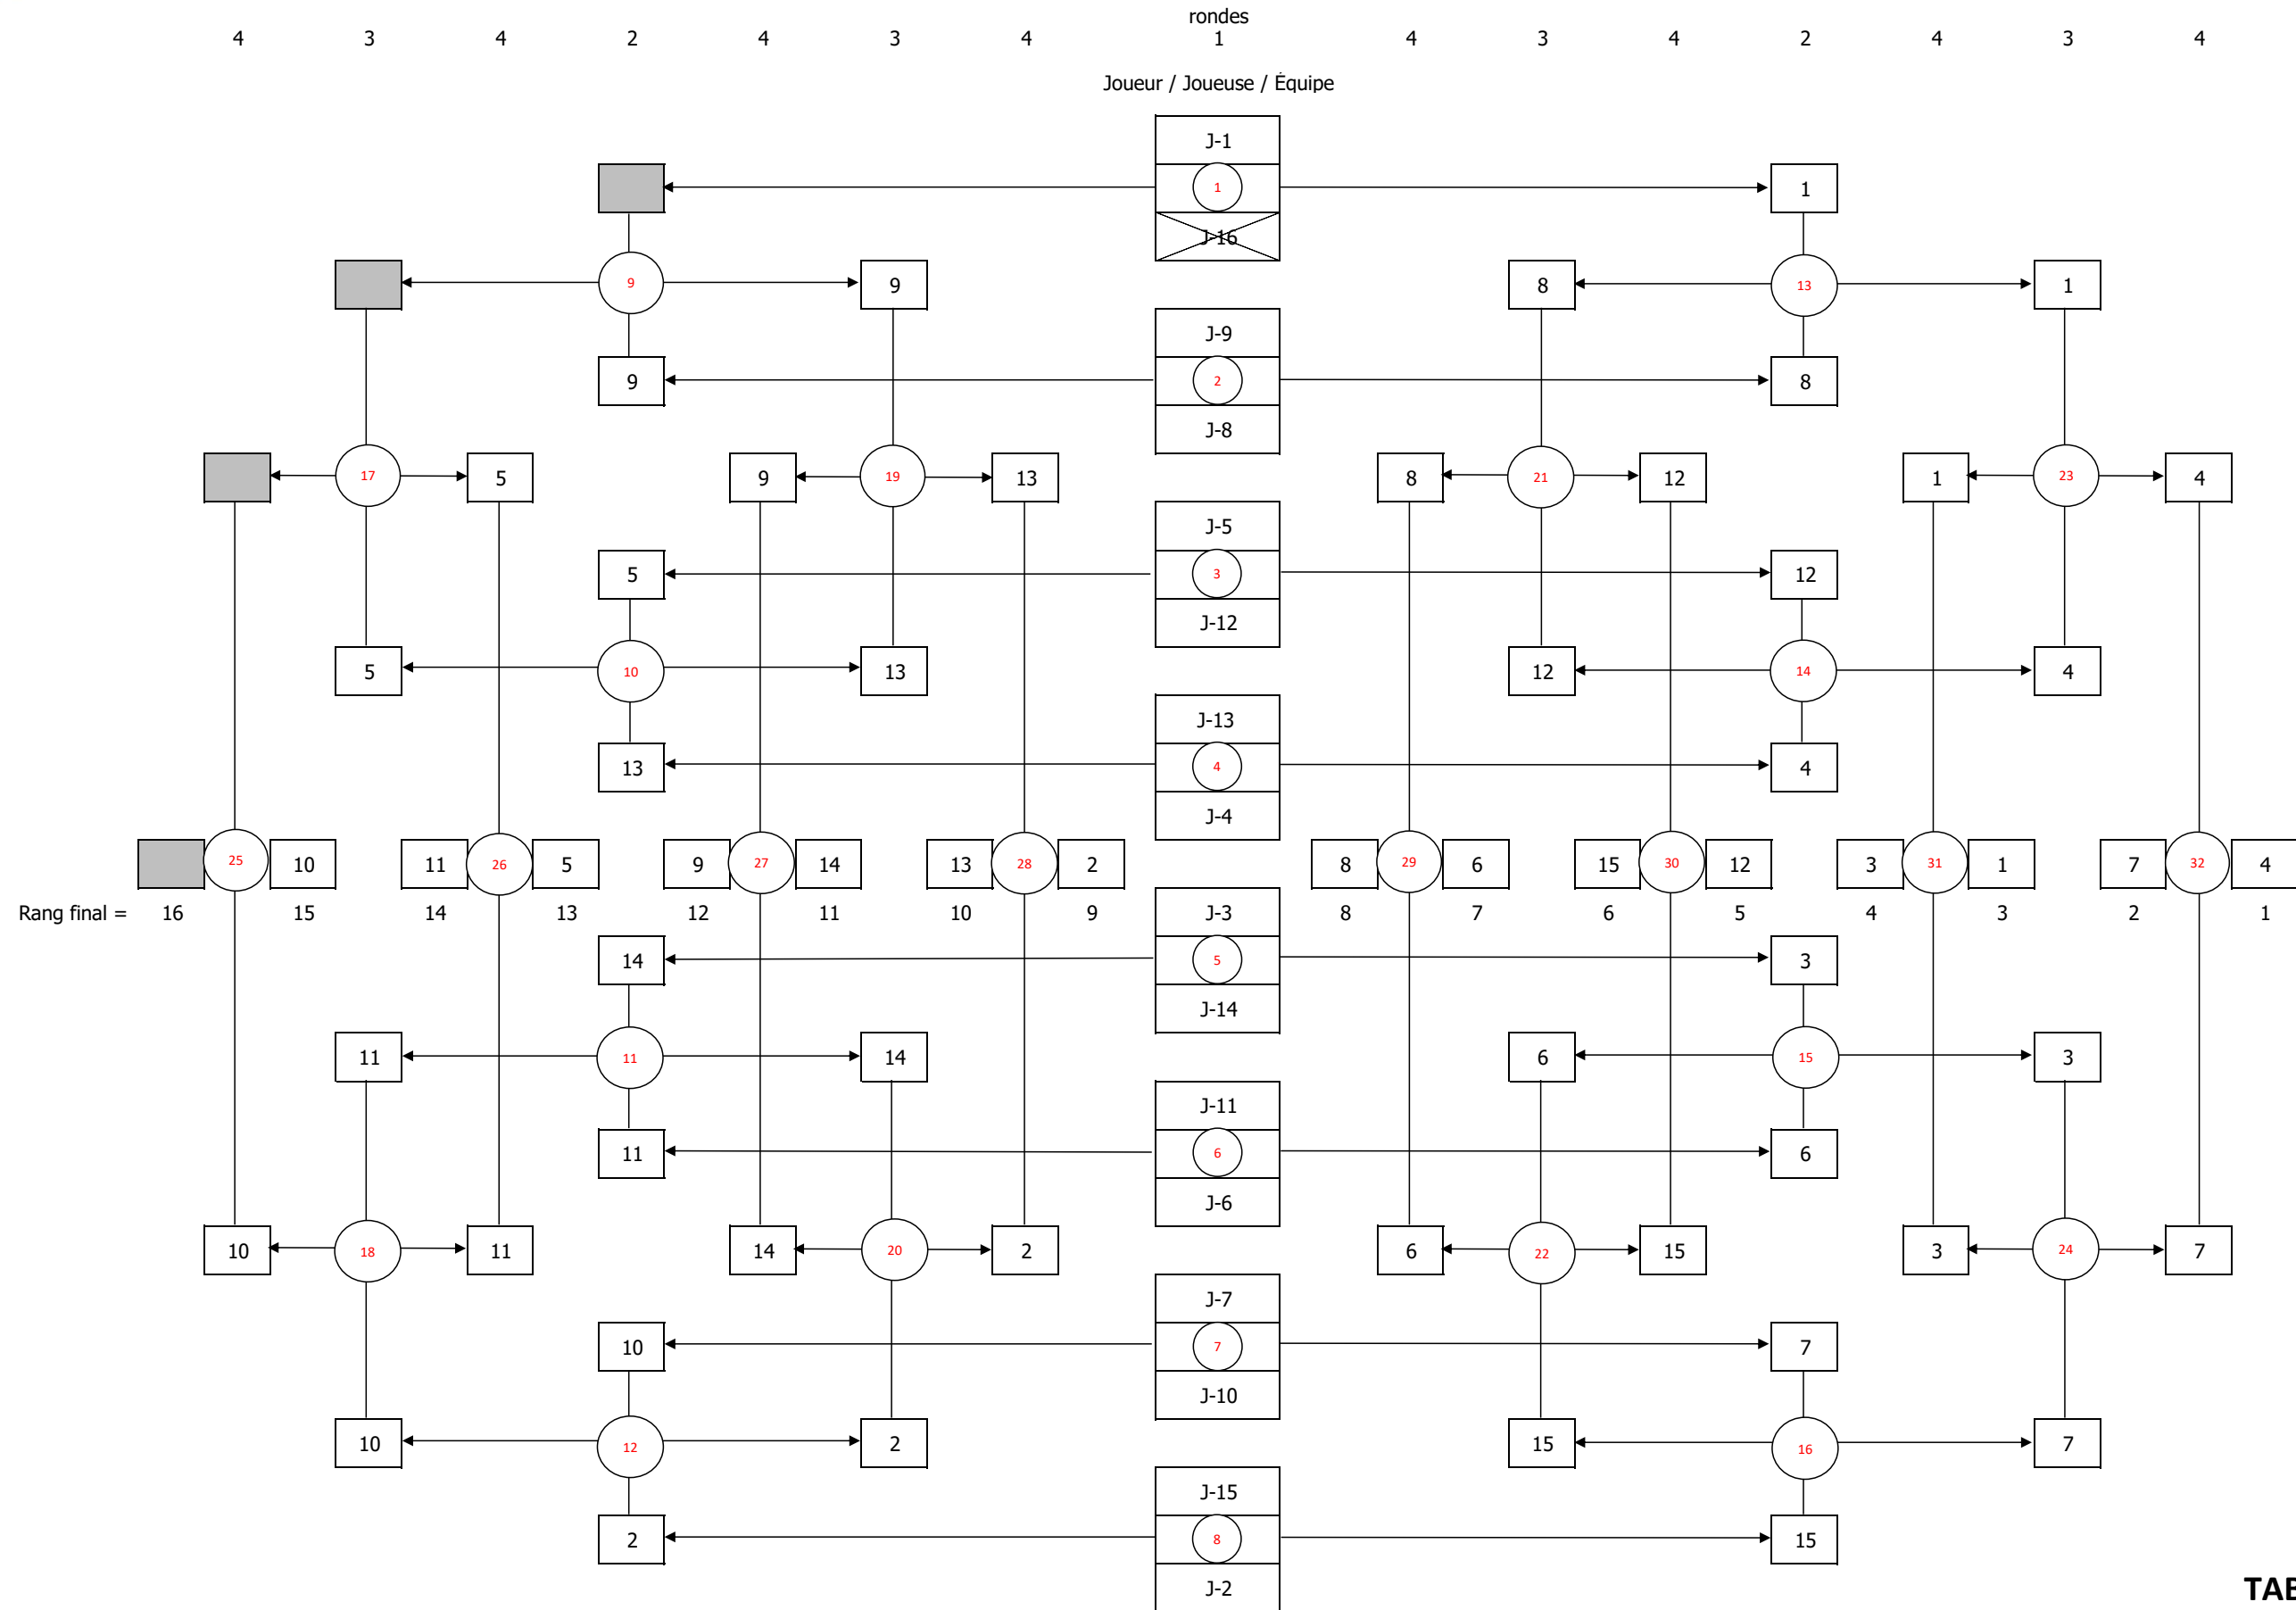 rondes
4 3 4 2 4 3 4 1 4 3 4 2 4 3 4
Joueur / Joueuse / Équipe
J-1
1 1
J-16
9 9 8 13 1
J-9
9 2 8
J-8
17 5 9 19 13 8 21 12 1 23 4
J-5
5 3 12
J-12
5 10 13 12 14 4
J-13
13 4 4
J-4
25 10 11 26 5 9 27 14 13 28 2 8 29 6 15 30 12 3 31 1 7 32 4
Rang final = 16 15 14 13 12 11 10 9 J-3 8 7 6 5 4 3 2 1
14 5 3
J-14
11 11 14 6 15 3
J-11
11 6 6
J-6
10 18 11 14 20 2 6 22 15 3 24 7
J-7
10 7 7
J-10
10 12 2 15 16 7
J-15
2 8 15
J-2